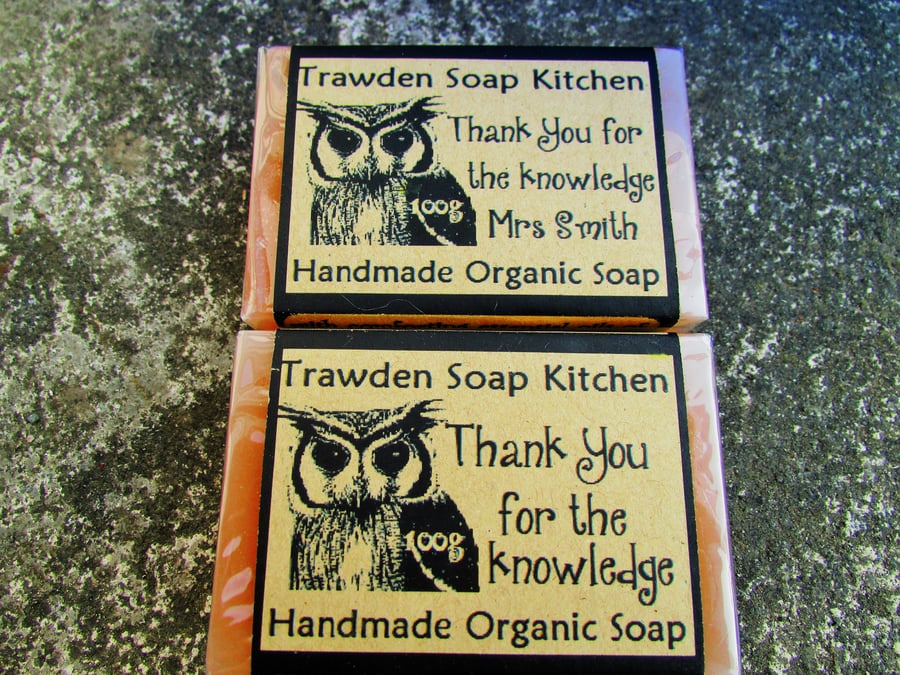 Trawden Soap Kitchen
Thank You for
the knowledge
Mrs Smith
100g
Handmade Organic Soap
Trawden Soap Kitchen
Thank You
for the
knowledge
100g
Handmade Organic Soap